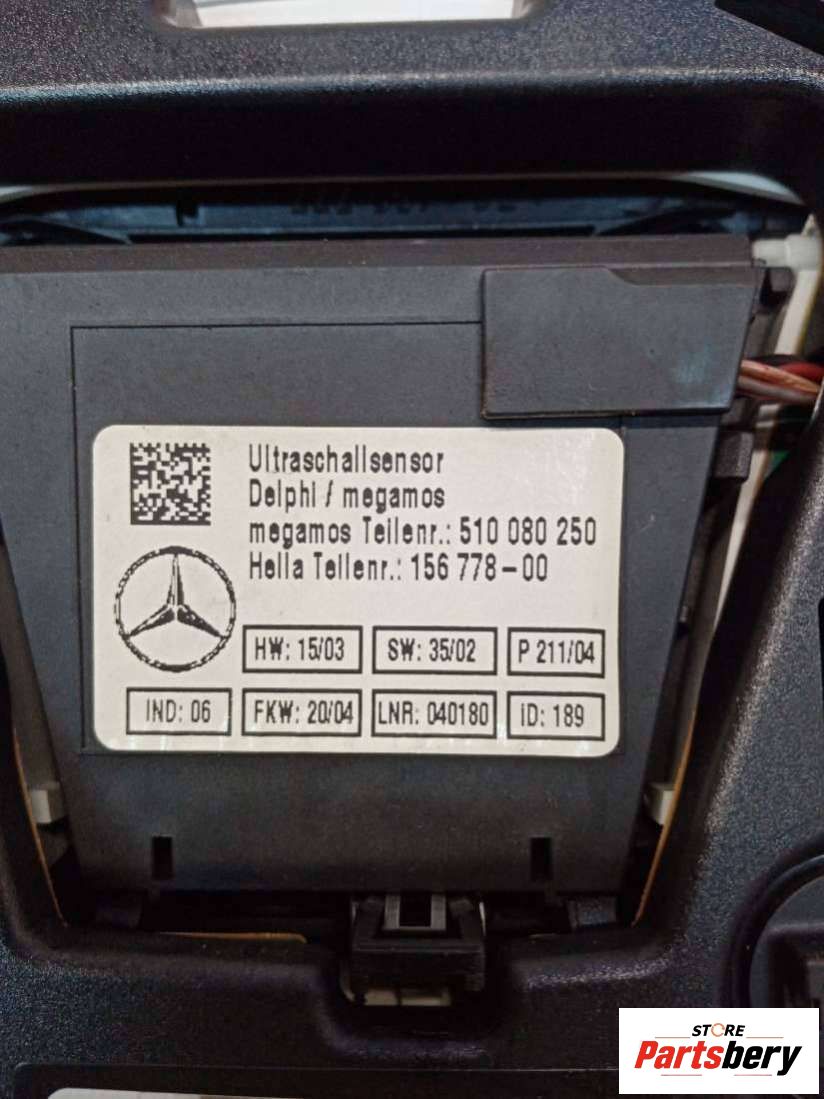 Ultraschallsensor
Delphi / megamos
megamos Teilenr.: 510 080 250
Hella Teilenr.: 156 778-00
HW: 15/03
SW: 35/02
P 211/04
IND: 06
FKW: 20/04
LNR: 040180
ID: 189
STORE
Partsbery